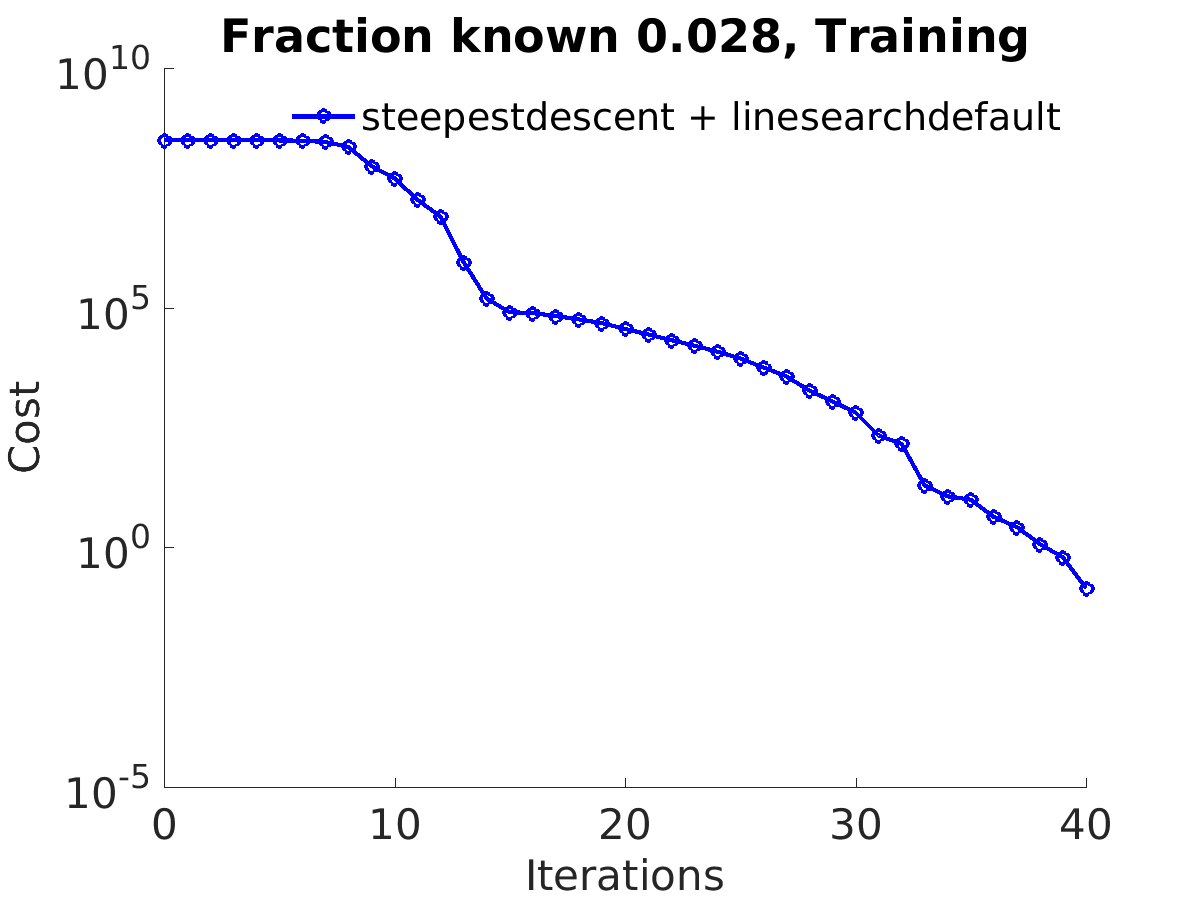 Fraction known 0.028, Training
steepestdescent + linesearchdefault
10^10
10^5
10^0
10^-5
Cost
0 10 20 30 40
Iterations